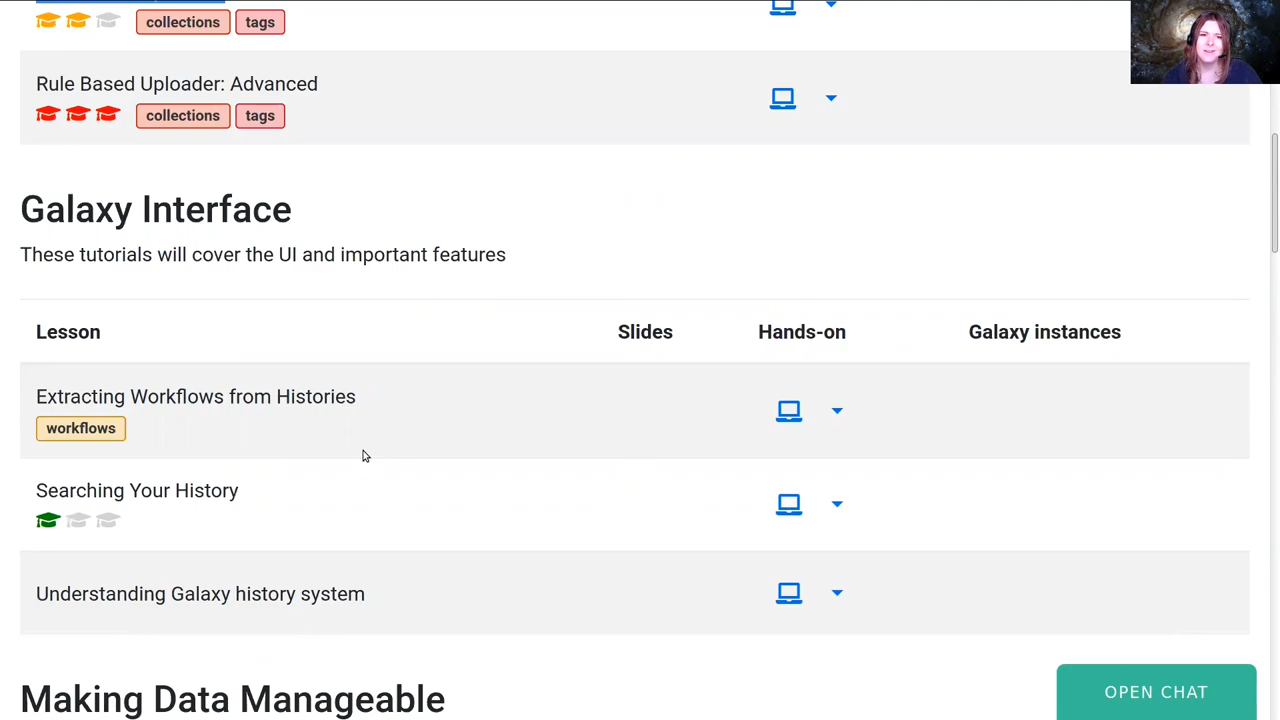 collections tags
Rule Based Uploader: Advanced
collections tags
Galaxy Interface
These tutorials will cover the UI and important features
Lesson Slides Hands-on Galaxy instances
Extracting Workflows from Histories
workflows
Searching Your History
Understanding Galaxy history system
Making Data Manageable
OPEN CHAT